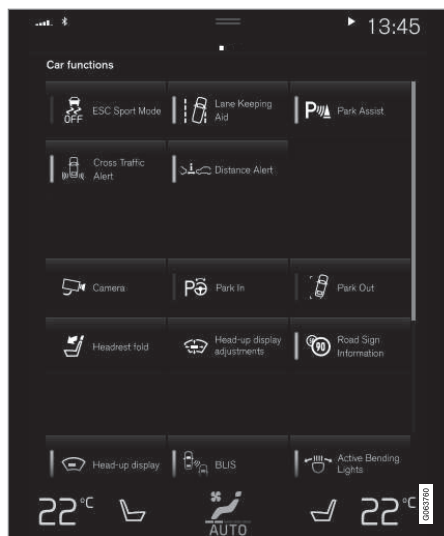 13:45
Car functions
OFF
ESC Sport Mode
Lane Keeping
Aid
P
Park Assist
Cross Traffic
Alert
Distance Alert
Camera
P
Park In
Park Out
Headrest fold
Head-up display
adjustments
90
Road Sign
Information
Head-up display
BLIS
Active Bending
Lights
22°C
AUTO
22°C
G063760